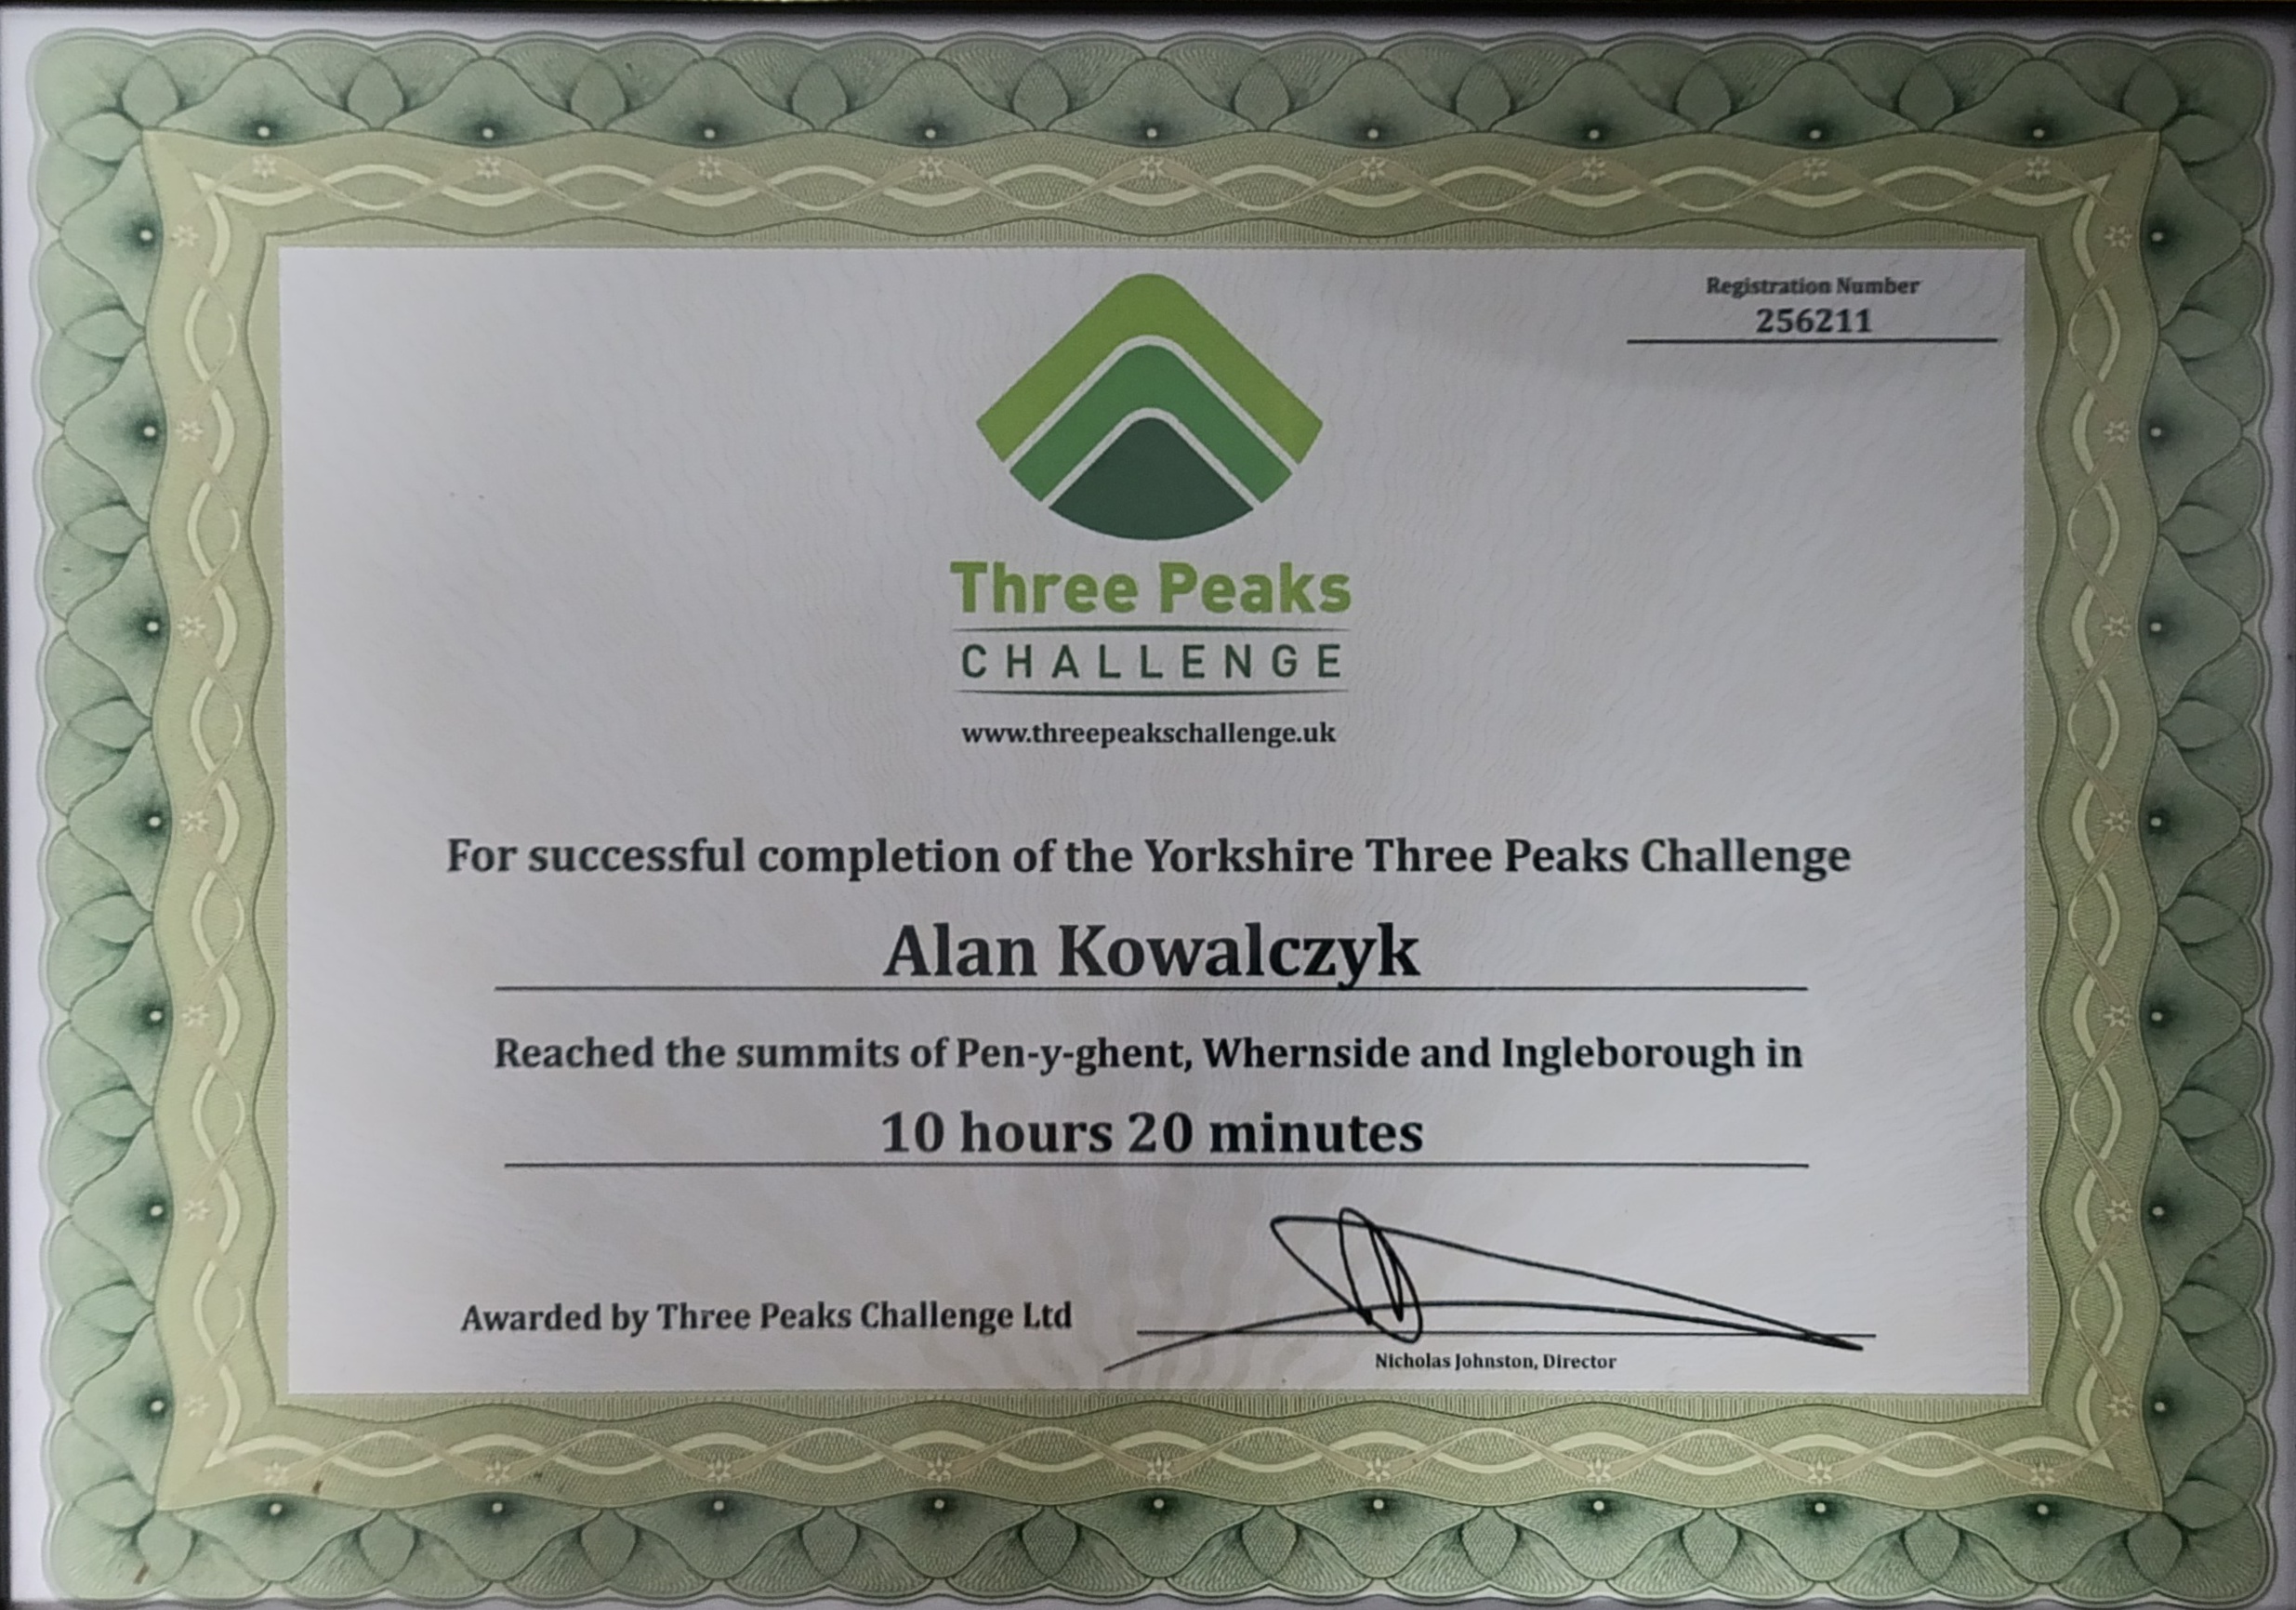 Registration Number
256211
Three Peaks
CHALLENGE
www.threepeakschallenge.uk
For successful completion of the Yorkshire Three Peaks Challenge
Alan Kowalczyk
Reached the summits of Pen-y-ghent, Whernside and Ingleborough in
10 hours 20 minutes
Awarded by Three Peaks Challenge Ltd
Nicholas Johnston, Director